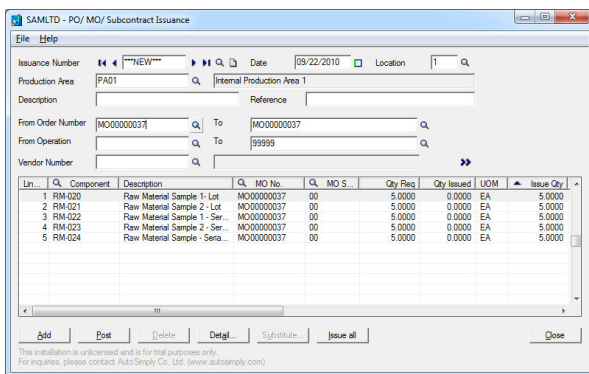 SAMLTD - PO/ MO/ Subcontract Issuance
File Help
Issuance Number ***NEW*** Date 09/22/2010 Location 1
Production Area PA01 Internal Production Area 1
Description Reference
From Order Number MO00000037 To MO00000037
From Operation To 99999
Vendor Number
Lin... Component Description MO No. MO S... Qty Req Qty Issued UOM Issue Qty
1 RM-020 Raw Material Sample 1- Lot MO00000037 00 5.0000 0.0000 EA 5.0000
2 RM-021 Raw Material Sample 2 - Lot MO00000037 00 5.0000 0.0000 EA 5.0000
3 RM-022 Raw Material Sample 1 - Ser... MO00000037 00 5.0000 0.0000 EA 5.0000
4 RM-023 Raw Material Sample 2 - Ser... MO00000037 00 5.0000 0.0000 EA 5.0000
5 RM-024 Raw Material Sample - Seria... MO00000037 00 5.0000 0.0000 EA 5.0000
Add Post Delete Detail... Substitute... Issue all Close
This installation is unlicensed and is for trial purposes only.
For inquires, please contact AutoSimply Co. Ltd. (www.autosimply.com)